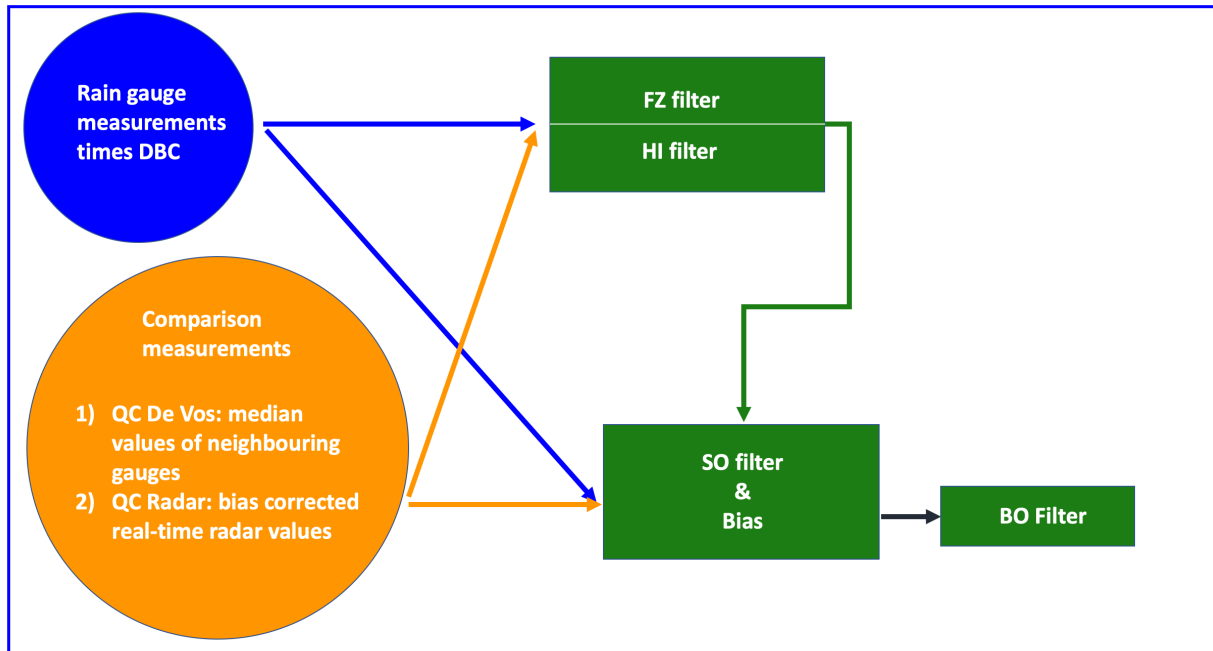 Rain gauge
measurements
times DBC
FZ filter
HI filter
Comparison
measurements
1) QC De Vos: median
values of neighbouring
gauges
2) QC Radar: bias corrected
real-time radar values
SO filter
&
Bias
BO Filter